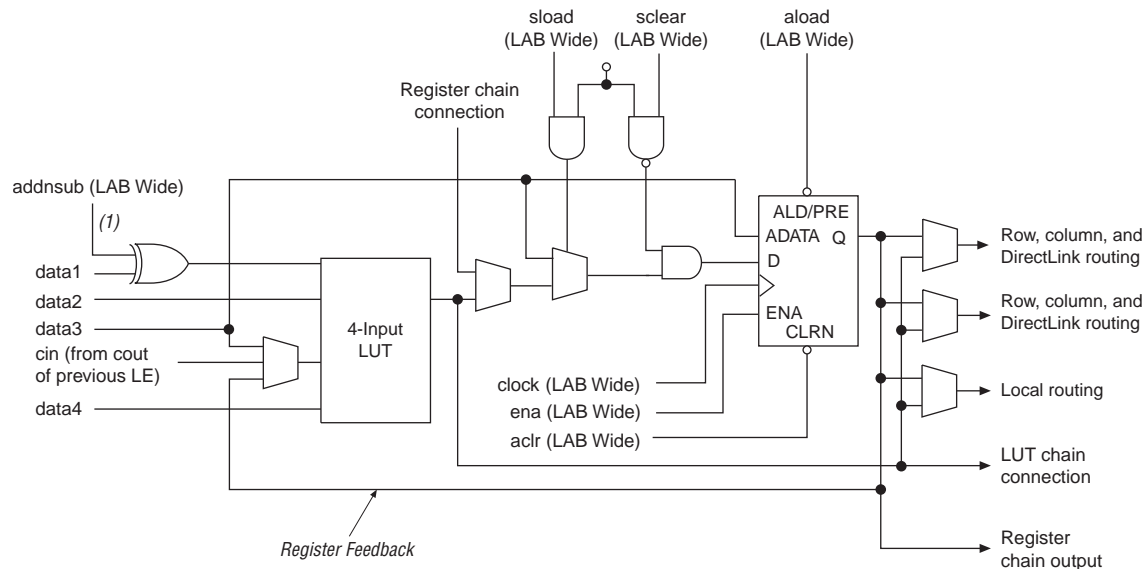 sload
(LAB Wide)
sclear
(LAB Wide)
aload
(LAB Wide)
Register chain
connection
addnsub (LAB Wide)
(1)
data1
data2
data3
cin (from cout
of previous LE)
data4
4-Input
LUT
ALD/PRE
ADATA Q
D
ENA
CLRN
clock (LAB Wide)
ena (LAB Wide)
aclr (LAB Wide)
Row, column, and
DirectLink routing
Row, column, and
DirectLink routing
Local routing
LUT chain
connection
Register
chain output
Register Feedback